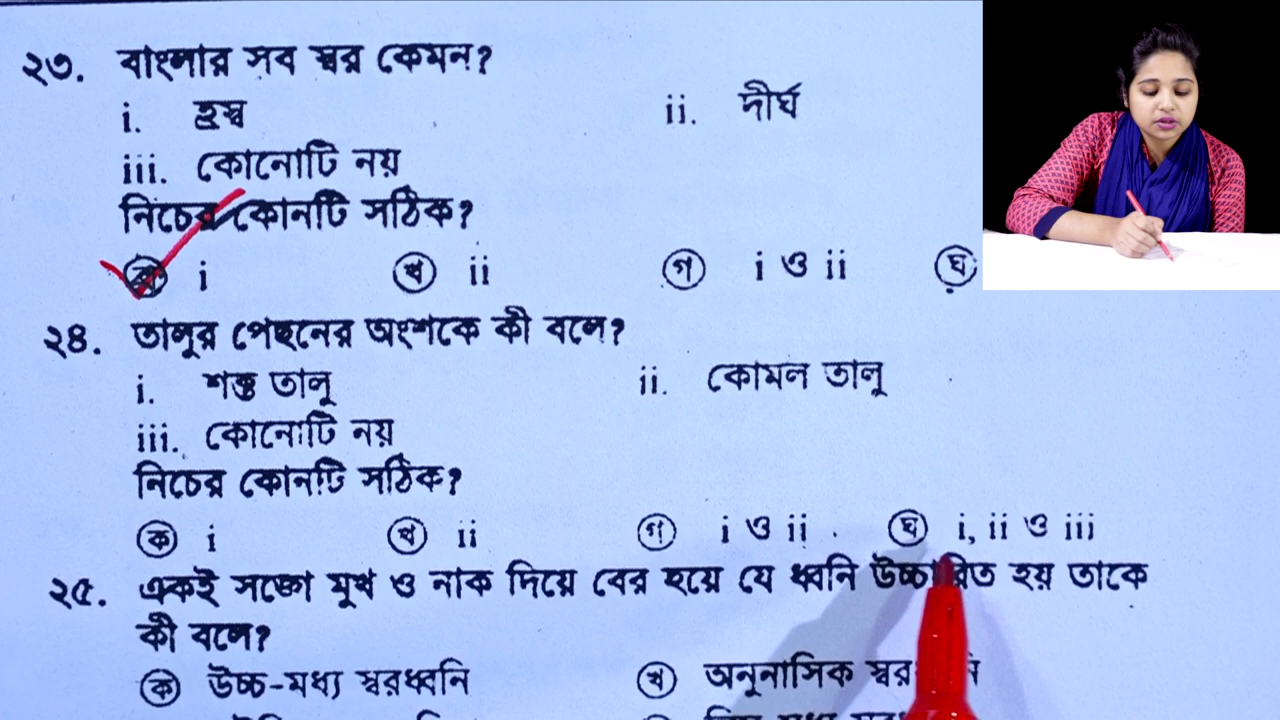 ২৩. বাংলার সব স্বর কেমন?
i. হ্রস্ব ii. দীর্ঘ
iii. কোনোটি নয়
নিচের কোনটি সঠিক?
ক i খ ii গ i ও ii ঘ
২৪. তালুর পেছনের অংশকে কী বলে?
i. শক্ত তালু ii. কোমল তালু
iii. কোনোটি নয়
নিচের কোনটি সঠিক?
ক i খ ii গ i ও ii ঘ i, ii ও iii
২৫. একই সঙ্গে মুখ ও নাক দিয়ে বের হয়ে যে ধ্বনি উচ্চারিত হয় তাকে
কী বলে?
ক উচ্চ-মধ্য স্বরধ্বনি খ অনুনাসিক